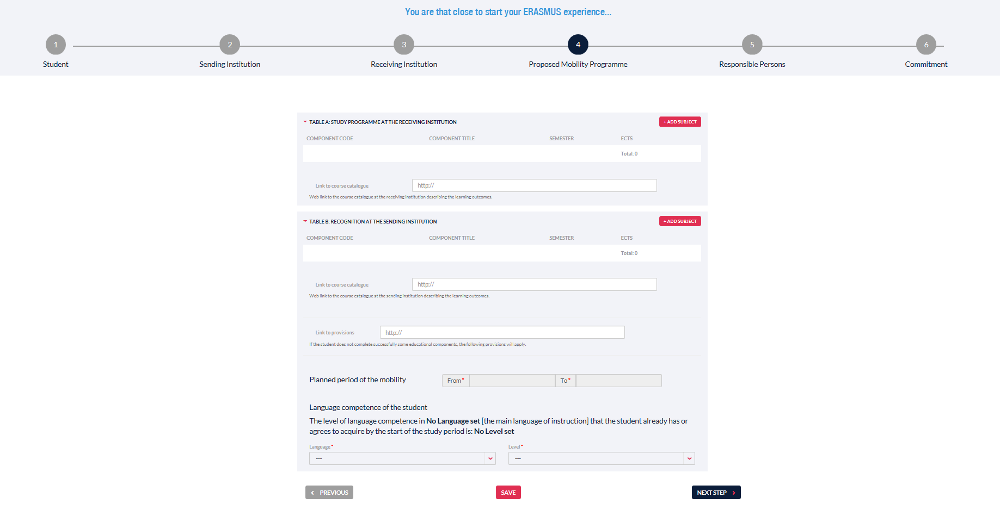 You are that close to start your ERASMUS experience...
1 2 3 4 5 6
Student Sending Institution Receiving Institution Proposed Mobility Programme Responsible Persons Commitment
TABLE A: STUDY PROGRAMME AT THE RECEIVING INSTITUTION + ADD SUBJECT
COMPONENT CODE COMPONENT TITLE SEMESTER ECTS
Total: 0
Link to course catalogue http://
Web link to the course catalogue at the receiving institution describing the learning outcomes.
TABLE B: RECOGNITION AT THE SENDING INSTITUTION + ADD SUBJECT
COMPONENT CODE COMPONENT TITLE SEMESTER ECTS
Total: 0
Link to course catalogue http://
Web link to the course catalogue at the sending institution describing the learning outcomes.
Link to provisions http://
If the student does not complete successfully some educational components, the following provisions will apply.
Planned period of the mobility From* To*
Language competence of the student
The level of language competence in No Language set [the main language of instruction] that the student already has or
agrees to acquire by the start of the study period is: No Level set
Language* Level*
--- ---
PREVIOUS SAVE NEXT STEP